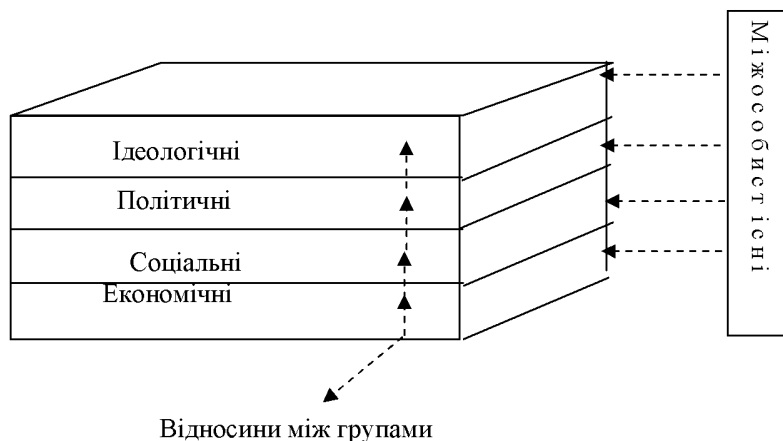 Ідеологічні
Політичні
Соціальні
Економічні
Міжособистісні
Відносини між групами